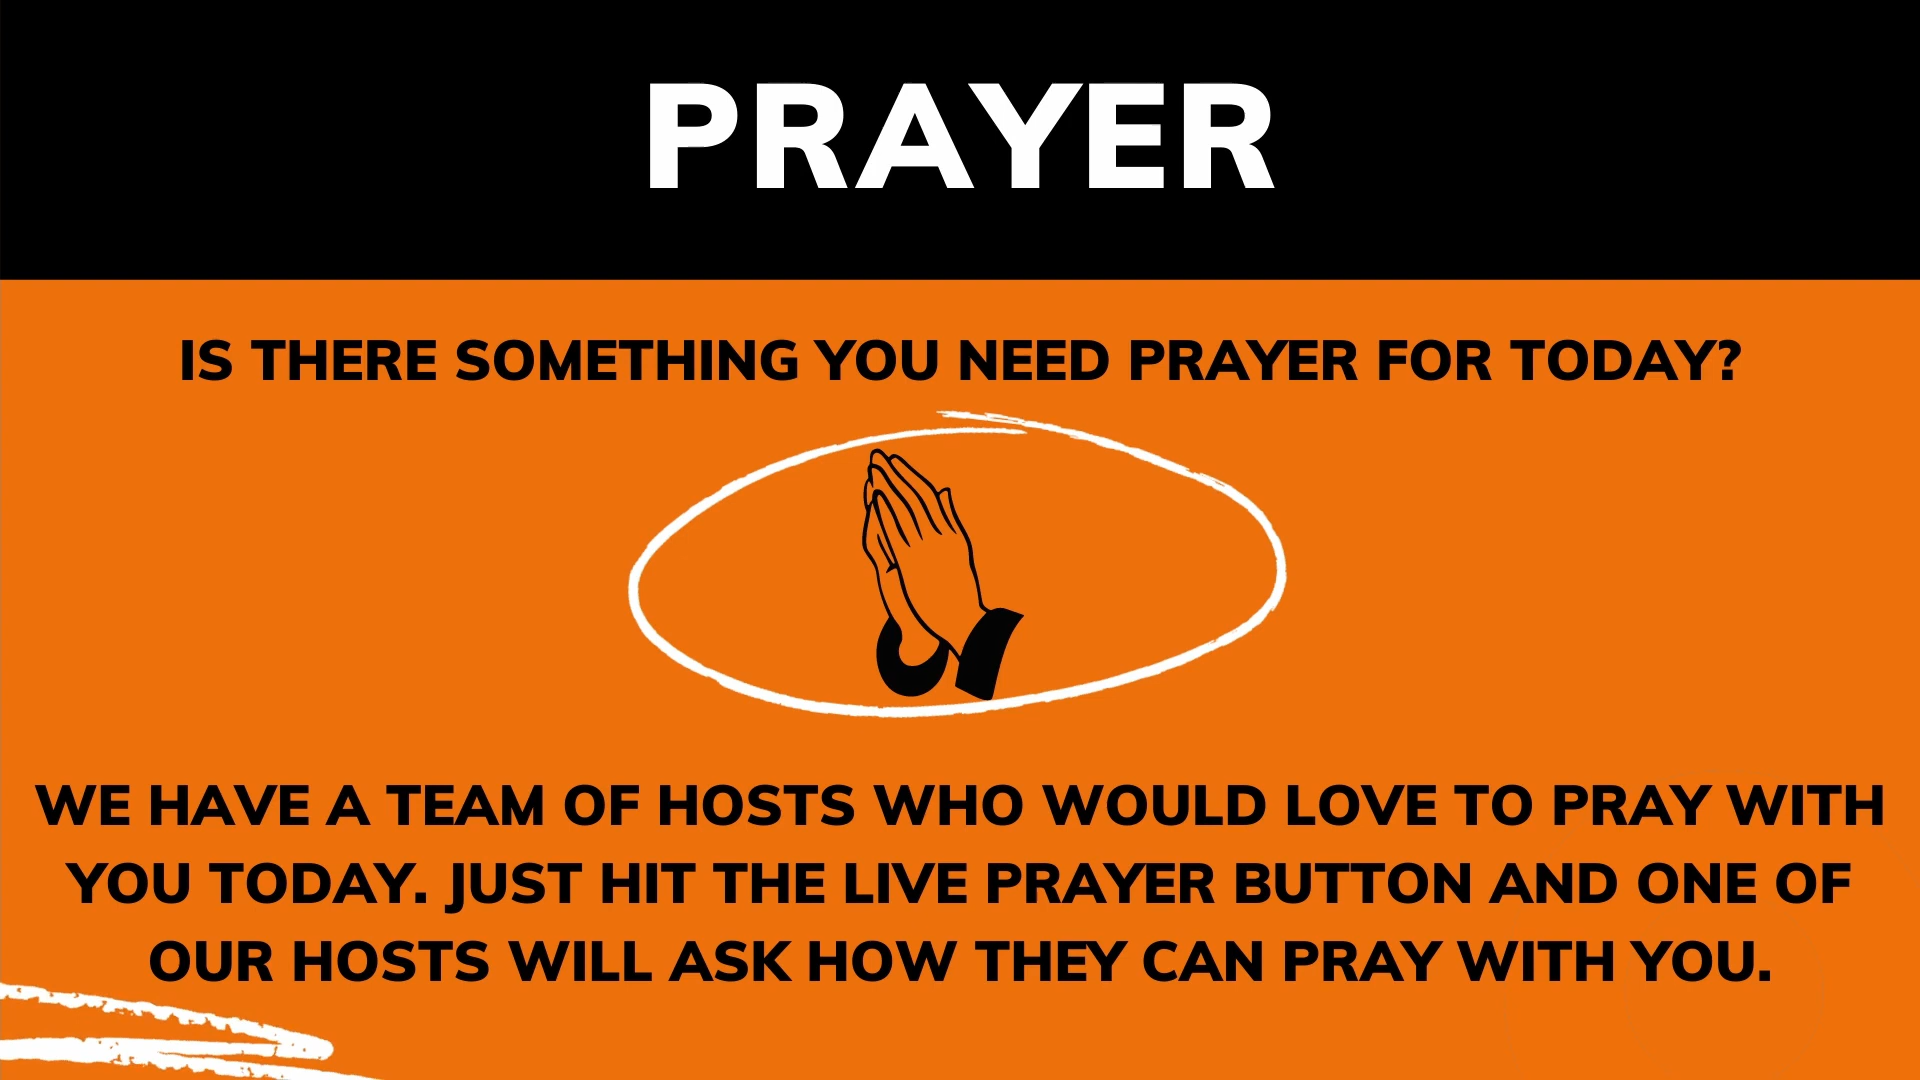 PRAYER
IS THERE SOMETHING YOU NEED PRAYER FOR TODAY?
WE HAVE A TEAM OF HOSTS WHO WOULD LOVE TO PRAY WITH
YOU TODAY. JUST HIT THE LIVE PRAYER BUTTON AND ONE OF
OUR HOSTS WILL ASK HOW THEY CAN PRAY WITH YOU.